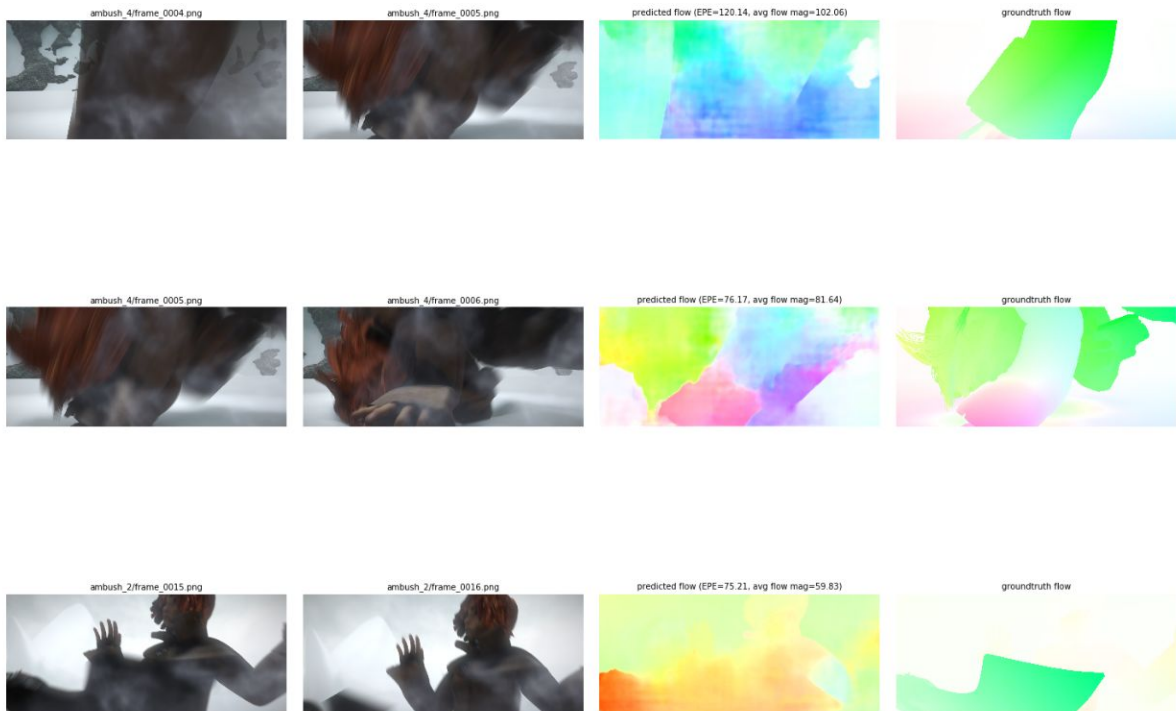 ambush_4/frame_0004.png
ambush_4/frame_0005.png
predicted flow (EPE=120.14, avg flow mag=102.06)
groundtruth flow
ambush_4/frame_0005.png
ambush_4/frame_0006.png
predicted flow (EPE=76.17, avg flow mag=81.64)
groundtruth flow
ambush_2/frame_0015.png
ambush_2/frame_0016.png
predicted flow (EPE=75.21, avg flow mag=59.83)
groundtruth flow